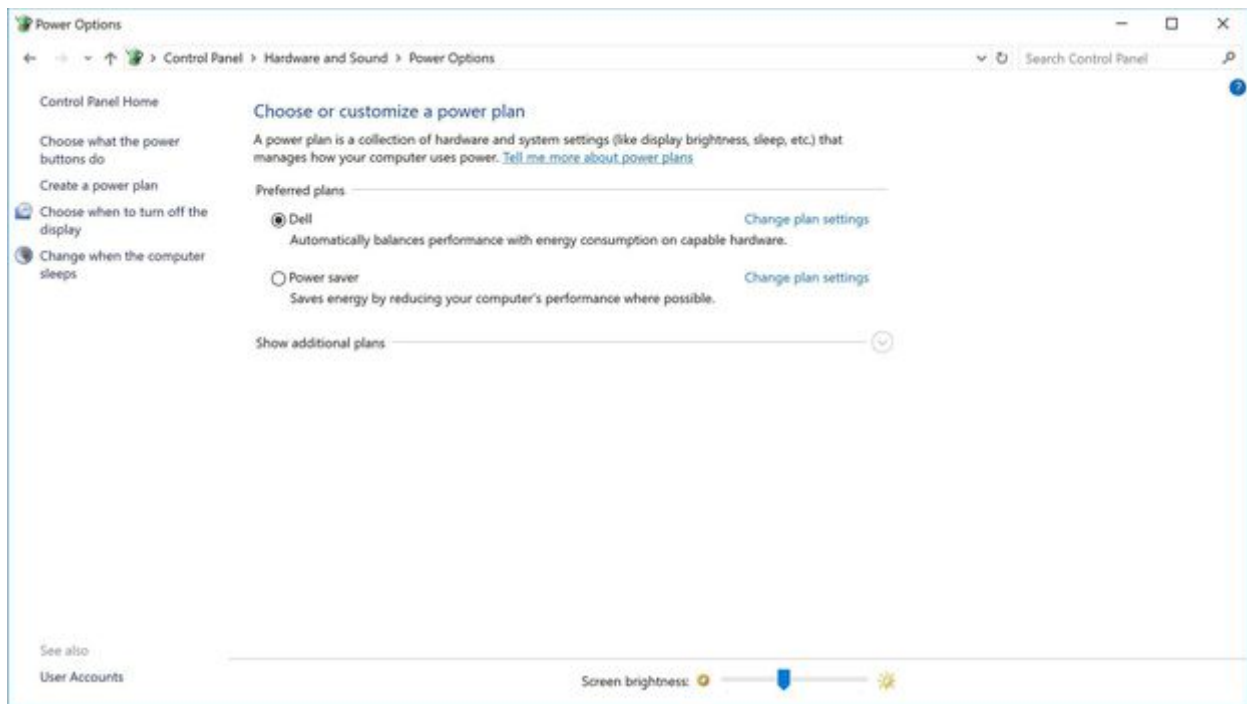 Power Options
Control Panel > Hardware and Sound > Power Options
Search Control Panel
Control Panel Home
Choose what the power
buttons do
Create a power plan
Choose when to turn off the
display
Change when the computer
sleeps
Choose or customize a power plan
A power plan is a collection of hardware and system settings (like display brightness, sleep, etc.) that
manages how your computer uses power. Tell me more about power plans
Preferred plans
Dell
Change plan settings
Automatically balances performance with energy consumption on capable hardware.
Power saver
Change plan settings
Saves energy by reducing your computer's performance where possible.
Show additional plans
See also
User Accounts
Screen brightness: